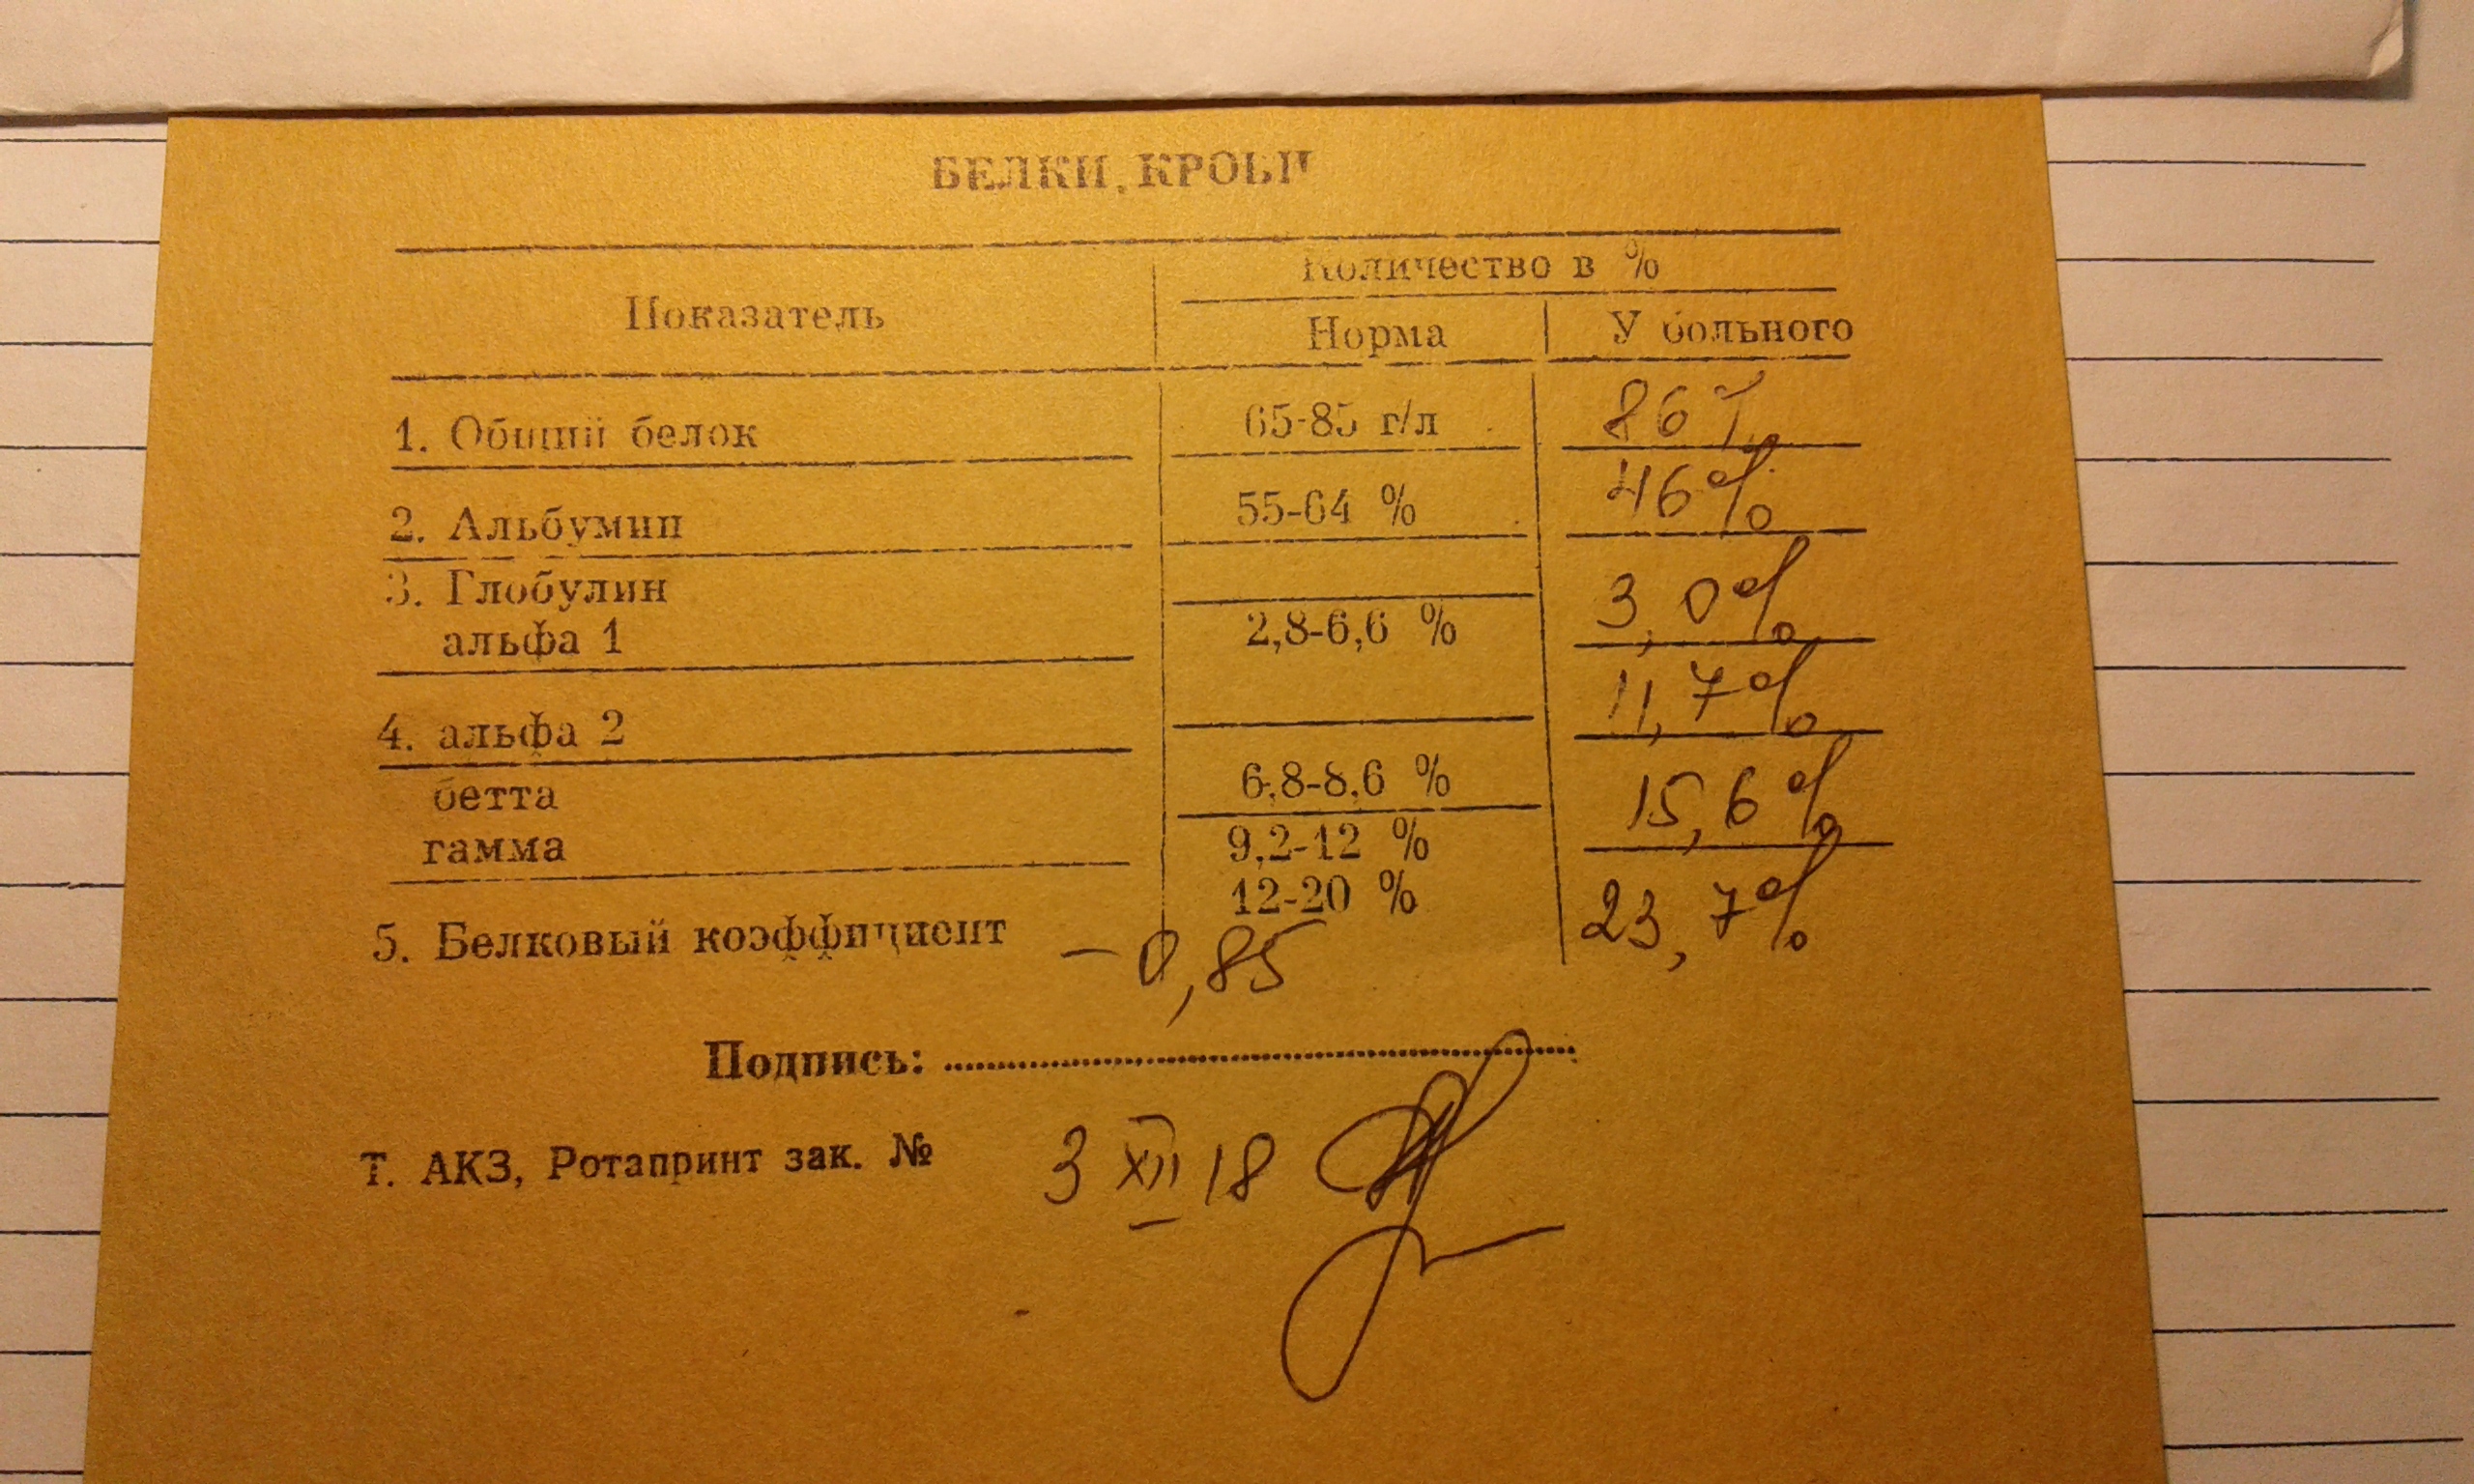 БЕЛКИ КРОВИ
Количество в %
Показатель
Норма У больного
1. Общий белок 65-85 г/л 86
2. Альбумин 55-64 % 46%
3. Глобулин
альфа 1 2,8-6,6 % 3,0%
4. альфа 2 11,7%
бетта 6,8-8,6 % 15,6%
гамма 9,2-12 %
12-20 % 23,7%
5. Белковый коэффициент – 0,85
Подпись:
Т. АКЗ, Ротапринт зак. № 3 XII 18